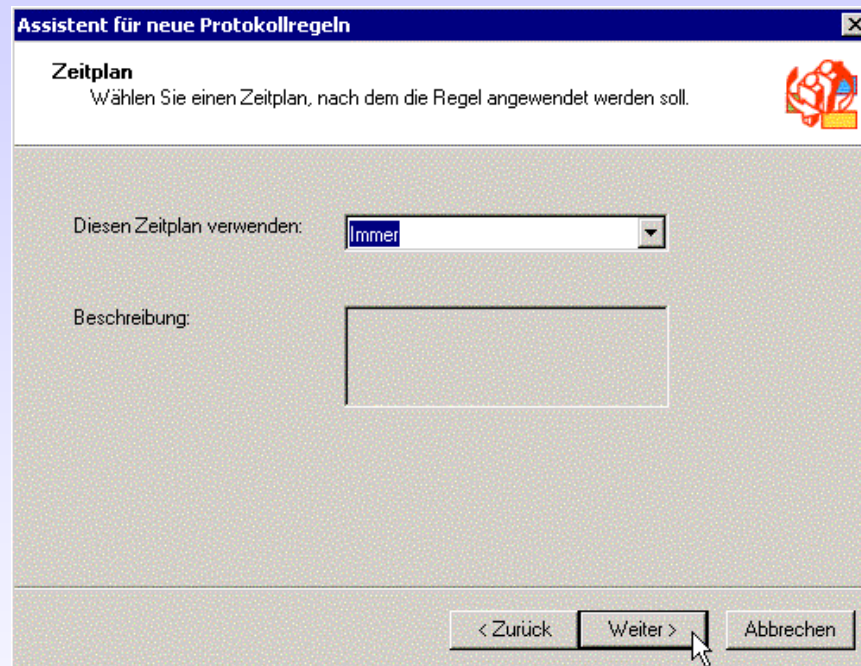 Assistent für neue Protokollregeln
Zeitplan
Wählen Sie einen Zeitplan, nach dem die Regel angewendet werden soll.
Diesen Zeitplan verwenden:
Immer
Beschreibung:
< Zurück
Weiter >
Abbrechen